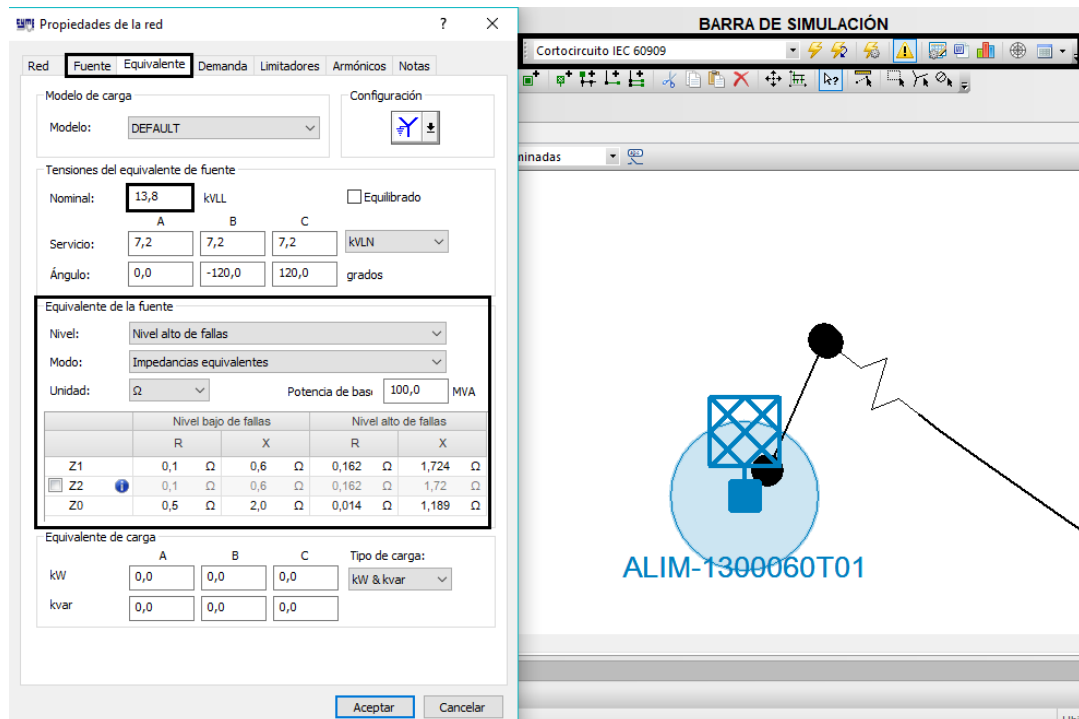 Propiedades de la red ? ×
Red Fuente Equivalente Demanda Limitadores Armónicos Notas
Modelo de carga
Modelo: DEFAULT
Configuración
Tensiones del equivalente de fuente
Nominal: 13,8 kVLL Equilibrado
A B C
Servicio: 7,2 7,2 7,2 kVLN
Ángulo: 0,0 -120,0 120,0 grados
Equivalente de la fuente
Nivel: Nivel alto de fallas
Modo: Impedancias equivalentes
Unidad: Ω Potencia de bas 100,0 MVA
Nivel bajo de fallas Nivel alto de fallas
R X R X
Z1 0,1 Ω 0,6 Ω 0,162 Ω 1,724 Ω
Z2 0,1 Ω 0,6 Ω 0,162 Ω 1,72 Ω
Z0 0,5 Ω 2,0 Ω 0,014 Ω 1,189 Ω
Equivalente de carga
A B C Tipo de carga:
kW 0,0 0,0 0,0 kW & kvar
kvar 0,0 0,0 0,0
Aceptar Cancelar
BARRA DE SIMULACIÓN
Cortocircuito IEC 60909
minadas
ALIM-1300060T01